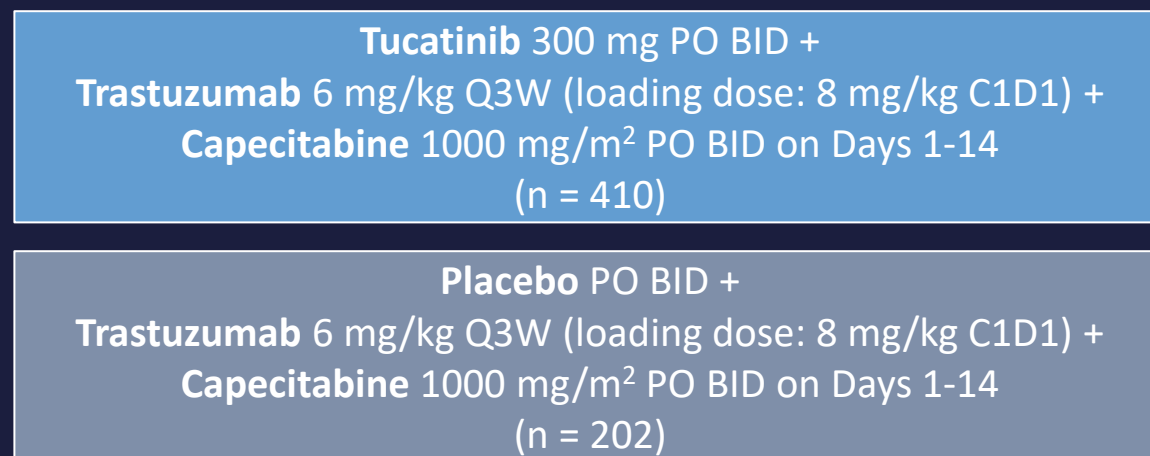 Tucatinib 300 mg PO BID +
Trastuzumab 6 mg/kg Q3W (loading dose: 8 mg/kg C1D1) +
Capecitabine 1000 mg/m² PO BID on Days 1-14
(n = 410)
Placebo PO BID +
Trastuzumab 6 mg/kg Q3W (loading dose: 8 mg/kg C1D1) +
Capecitabine 1000 mg/m² PO BID on Days 1-14
(n = 202)